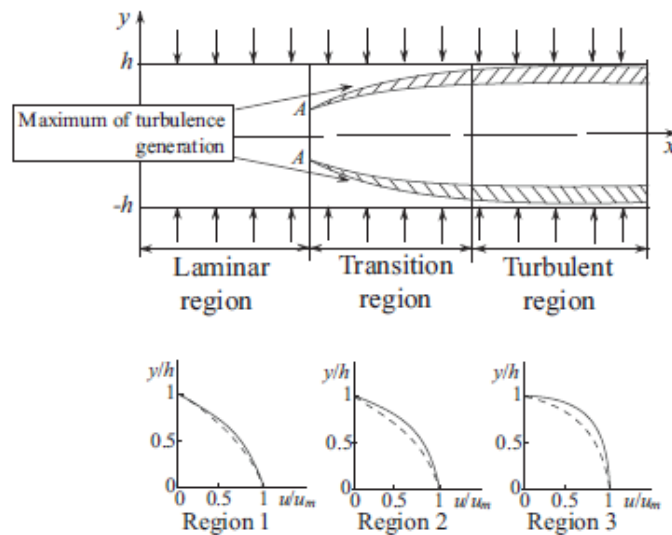 y
h
A
Maximum of turbulence
generation
A
x
-h
Laminar
region
Transition
region
Turbulent
region
y/h
1
0.5
0
0 0.5 1 u/uₘ
Region 1
y/h
1
0.5
0
0 0.5 1 u/uₘ
Region 2
y/h
1
0.5
0
0 0.5 1 u/uₘ
Region 3